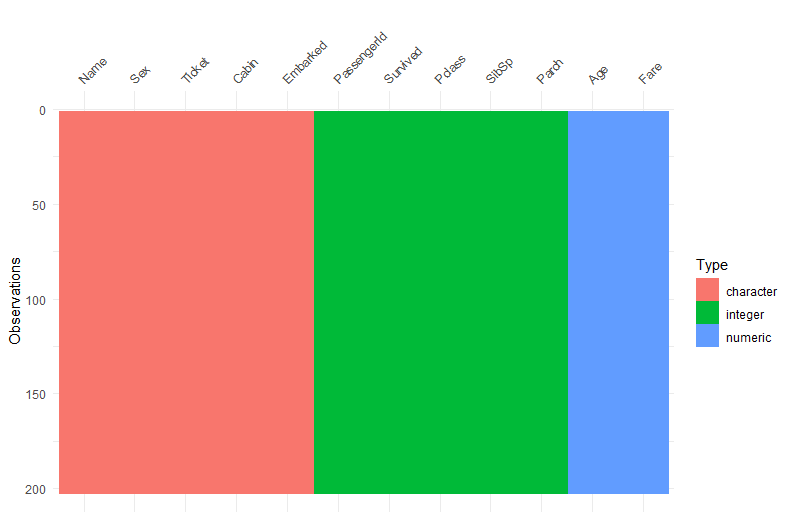 Name Sex Ticket Cabin Embarked PassengerId Survived Pclass SibSp Parch Age Fare
0
50
100
150
200
Observations
Type
character
integer
numeric